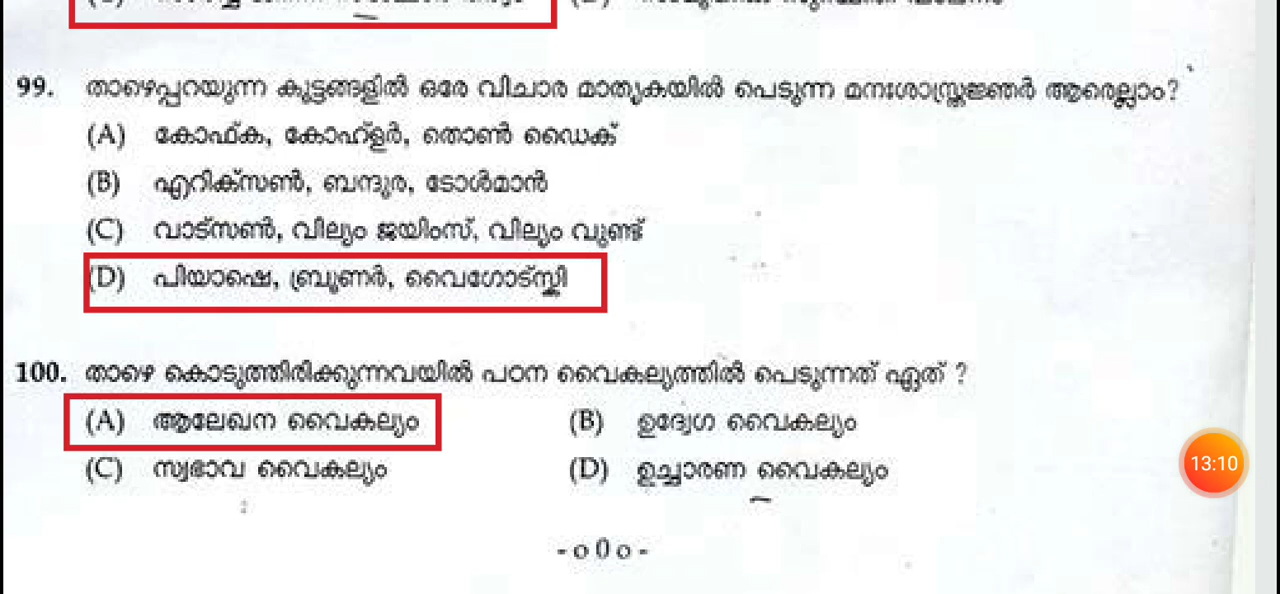 99. താഴെപ്പറയുന്ന കൂട്ടങ്ങളിൽ ഒരേ വിചാര മാതൃകയിൽ പെടുന്ന മനഃശാസ്ത്രജ്ഞർ ആരെല്ലാം?
(A) കോഫ്ക, കോഹ്ളർ, തൊൺ ഡൈക്
(B) എറിക്സൺ, ബന്ദുര, ടോൾമാൻ
(C) വാട്സൺ, വില്യം ജയിംസ്, വില്യം വുണ്ട്
(D) പിയാഷെ, ബ്രൂണർ, വൈഗോട്സ്കി
100. താഴെ കൊടുത്തിരിക്കുന്നവയിൽ പഠന വൈകല്യത്തിൽ പെടുന്നത് ഏത് ?
(A) ആലേഖന വൈകല്യം (B) ഉദ്വേഗ വൈകല്യം
(C) സ്വഭാവ വൈകല്യം (D) ഉച്ചാരണ വൈകല്യം
13:10
- o 0 o -